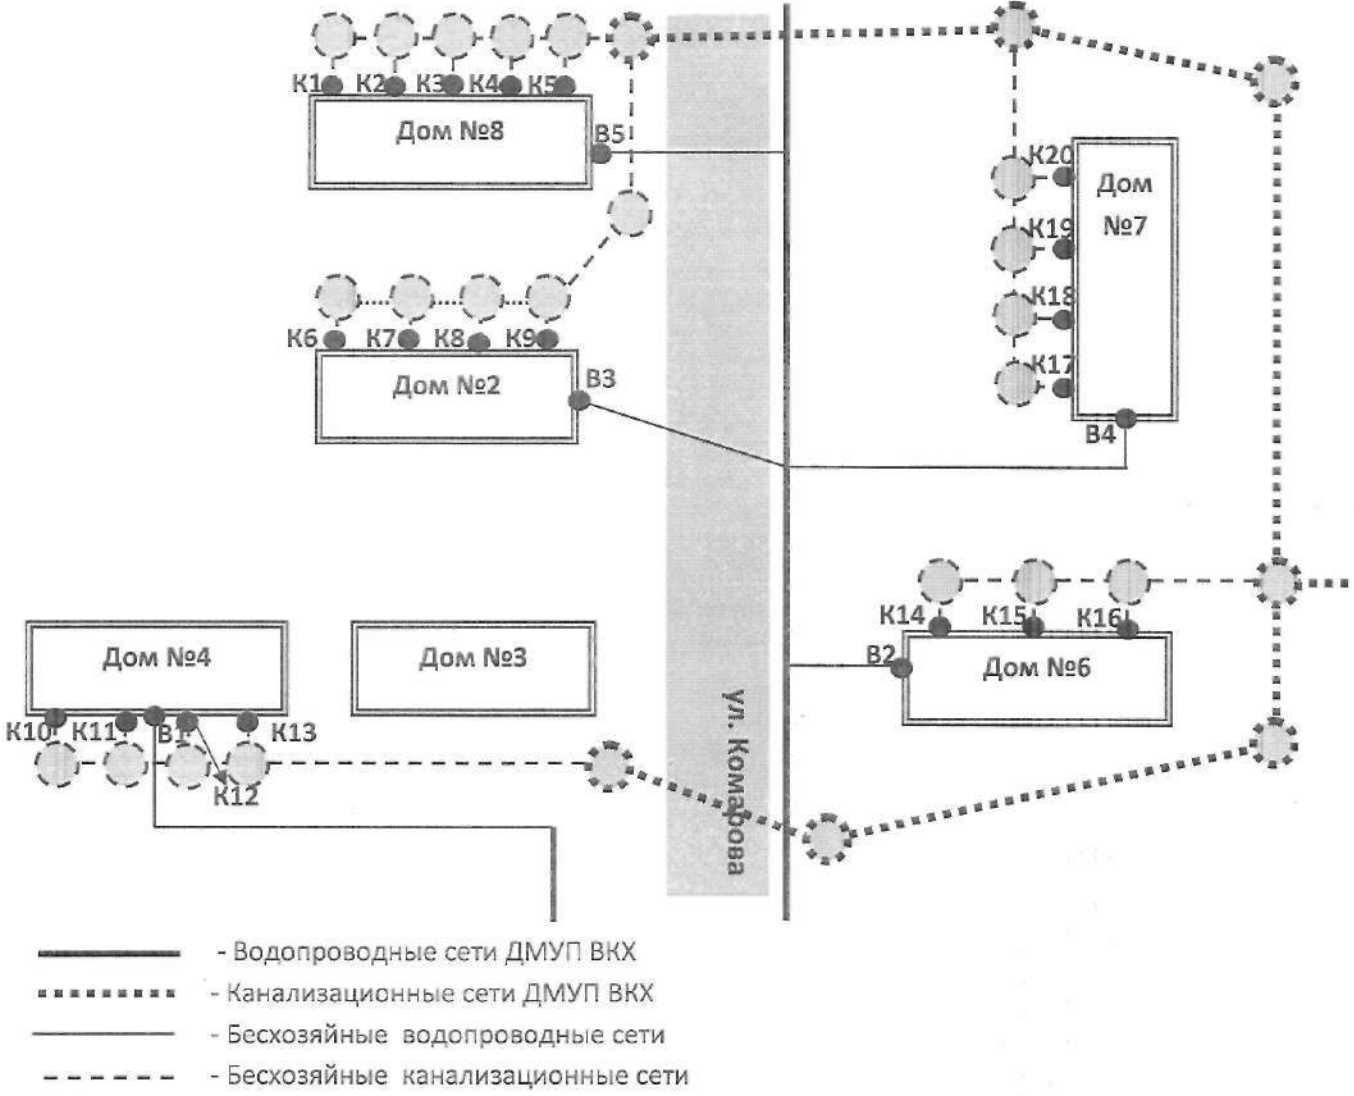 К1 К2 К3 К4 К5
Дом №8
В5
К20
Дом
№7
К19
К18
К17
В4
К6 К7 К8 К9
Дом №2
В3
К14 К15 К16
В2
Дом №6
Дом №4
Дом №3
К10 К11 В1 К13
К12
ул. Комарова
- Водопроводные сети ДМУП ВКХ
- Канализационные сети ДМУП ВКХ
- Бесхозяйные водопроводные сети
- Бесхозяйные канализационные сети